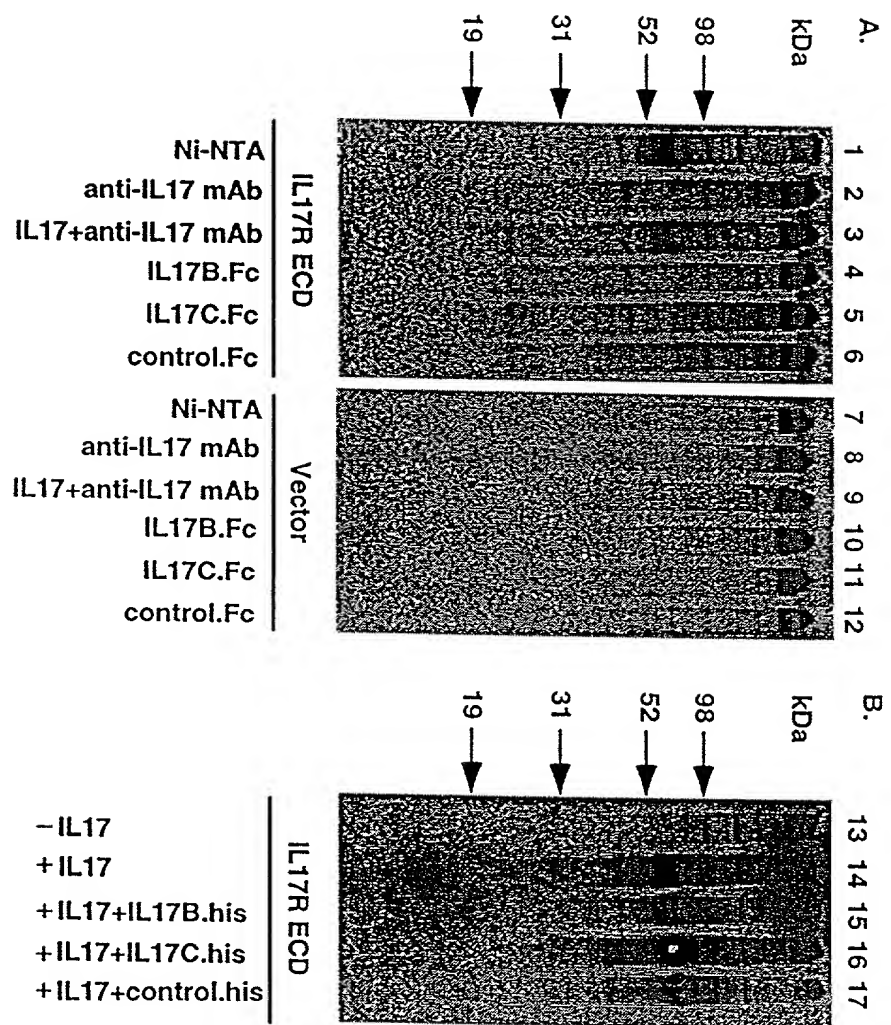 A.
kDa
98
52
31
19
1
2
3
4
5
6
7
8
9
10
11
12
Ni-NTA
anti-IL17 mAb
IL17+anti-IL17 mAb
IL17B.Fc
IL17C.Fc
control.Fc
IL17R ECD
Ni-NTA
anti-IL17 mAb
IL17+anti-IL17 mAb
IL17B.Fc
IL17C.Fc
control.Fc
Vector
B.
kDa
98
52
31
19
13
14
15
16
17
−IL17
+IL17
+IL17+IL17B.his
+IL17+IL17C.his
+IL17+control.his
IL17R ECD